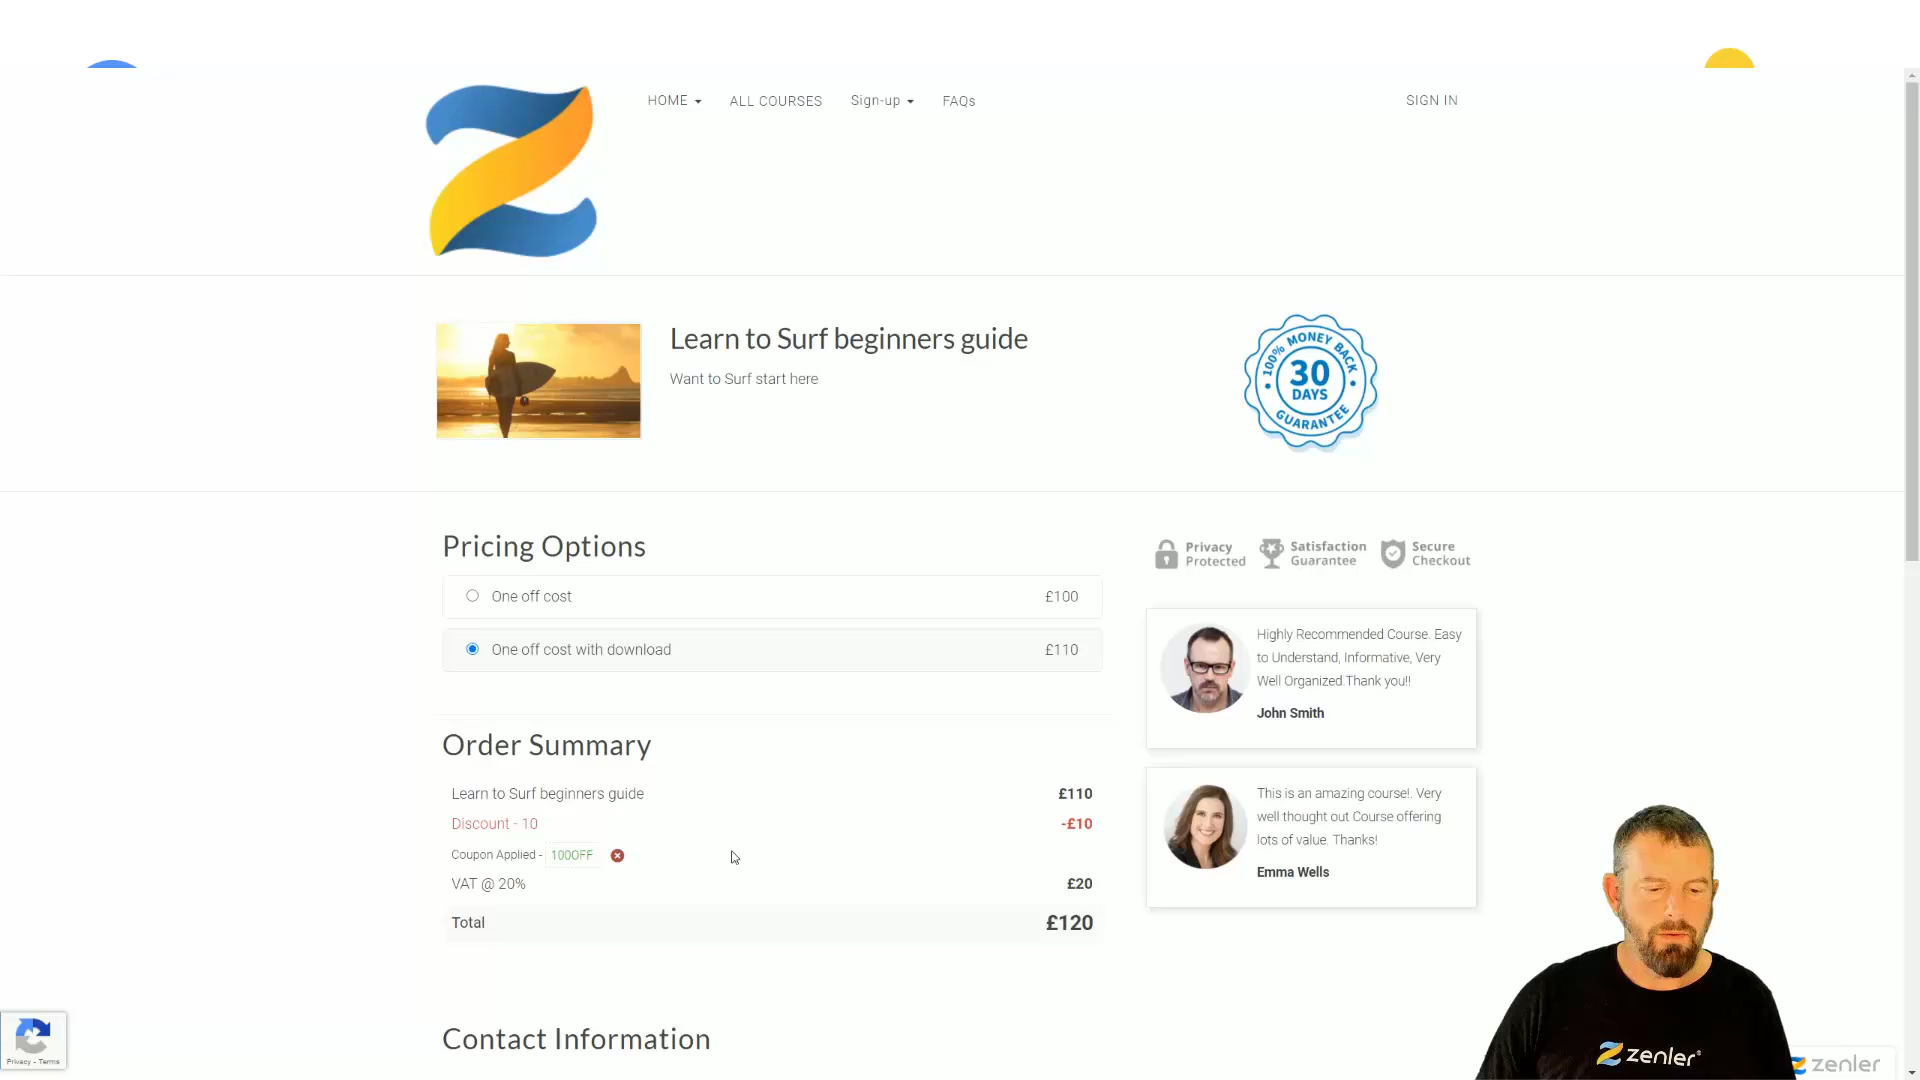 HOME
ALL COURSES
Sign-up
FAQs
SIGN IN
Learn to Surf beginners guide
Want to Surf start here
100% MONEY BACK
30
DAYS
GUARANTEE
Pricing Options
One off cost £100
One off cost with download £110
Privacy
Protected
Satisfaction
Guarantee
Secure
Checkout
Highly Recommended Course. Easy
to Understand, Informative, Very
Well Organized.Thank you!!
John Smith
This is an amazing course!. Very
well thought out Course offering
lots of value. Thanks!
Emma Wells
Order Summary
Learn to Surf beginners guide £110
Discount - 10 -£10
Coupon Applied - 10OOFF
VAT @ 20% £20
Total £120
Contact Information
Privacy - Terms
zenler
zenler